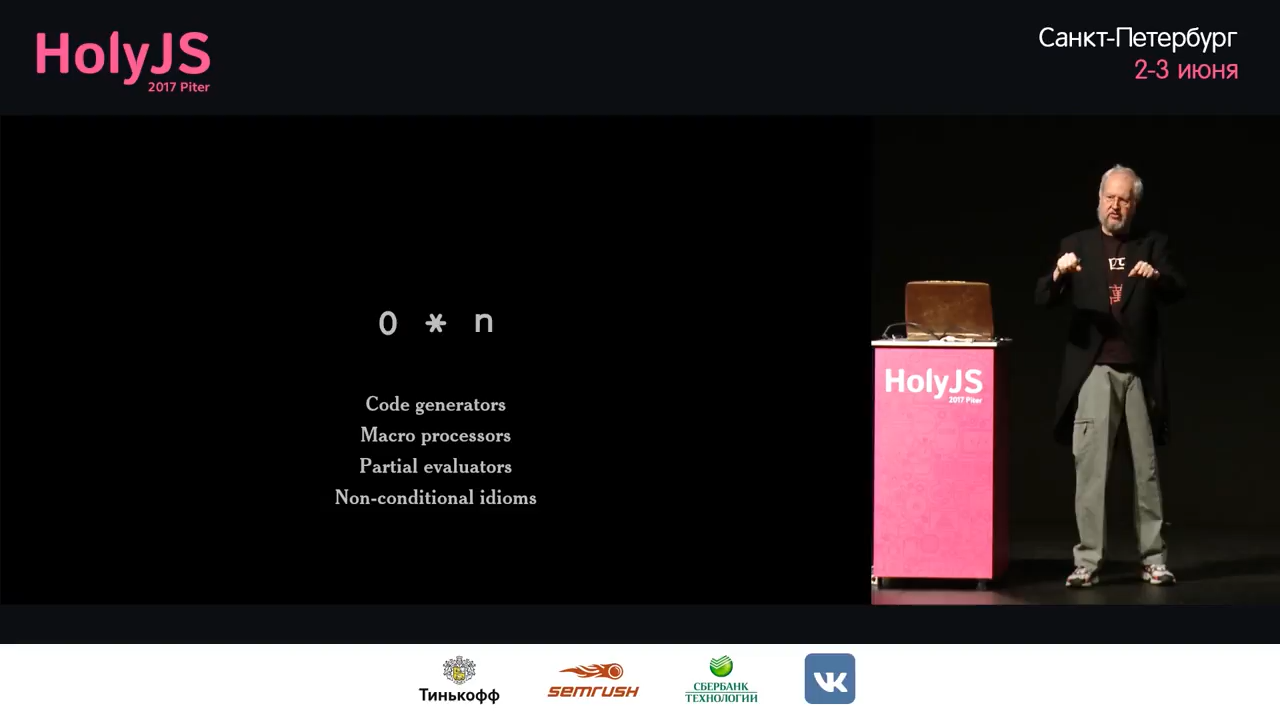 HolyJS
2017 Piter
Санкт-Петербург
2-3 июня
0 * n
Code generators
Macro processors
Partial evaluators
Non-conditional idioms
HolyJS
2017 Piter
Тинькофф
semrush
СБЕРБАНК
ТЕХНОЛОГИИ
VK